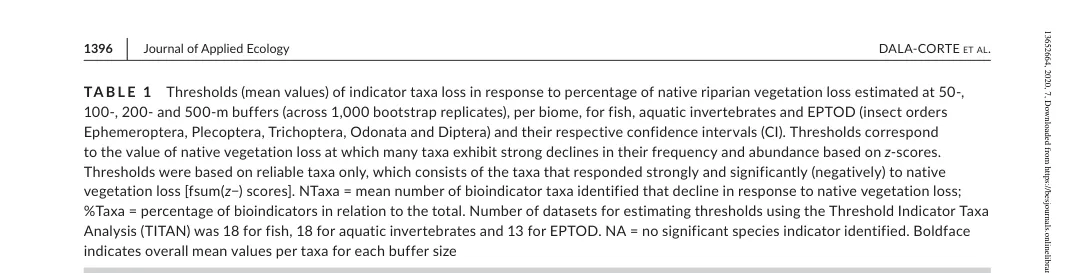 1396
Journal of Applied Ecology
DALA-CORTE ET AL.
TABLE 1 Thresholds (mean values) of indicator taxa loss in response to percentage of native riparian vegetation loss estimated at 50-,
100-, 200- and 500-m buffers (across 1,000 bootstrap replicates), per biome, for fish, aquatic invertebrates and EPTOD (insect orders
Ephemeroptera, Plecoptera, Trichoptera, Odonata and Diptera) and their respective confidence intervals (CI). Thresholds correspond
to the value of native vegetation loss at which many taxa exhibit strong declines in their frequency and abundance based on z-scores.
Thresholds were based on reliable taxa only, which consists of the taxa that responded strongly and significantly (negatively) to native
vegetation loss [fsum(z−) scores]. NTaxa = mean number of bioindicator taxa identified that decline in response to native vegetation loss;
%Taxa = percentage of bioindicators in relation to the total. Number of datasets for estimating thresholds using the Threshold Indicator Taxa
Analysis (TITAN) was 18 for fish, 18 for aquatic invertebrates and 13 for EPTOD. NA = no significant species indicator identified. Boldface
indicates overall mean values per taxa for each buffer size
13652664, 2020, 7, Downloaded from https://besjournals.onlinelibrar